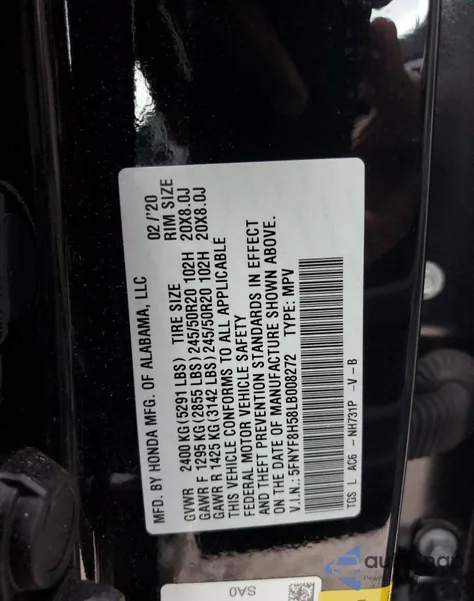 MFD. BY HONDA MFG. OF ALABAMA, LLC 02/'20
GVWR 2400 KG (5291 LBS) TIRE SIZE RIM SIZE
GAWR F 1295 KG (2855 LBS) 245/50R20 102H 20X8.0J
GAWR R 1425 KG (3142 LBS) 245/50R20 102H 20X8.0J
THIS VEHICLE CONFORMS TO ALL APPLICABLE
FEDERAL MOTOR VEHICLE SAFETY
AND THEFT PREVENTION STANDARDS IN EFFECT
ON THE DATE OF MANUFACTURE SHOWN ABOVE.
V.I.N.: 5FNYF8H58LB008272 TYPE: MPV
TGS L AC6 -NH731P -V -B
SA0